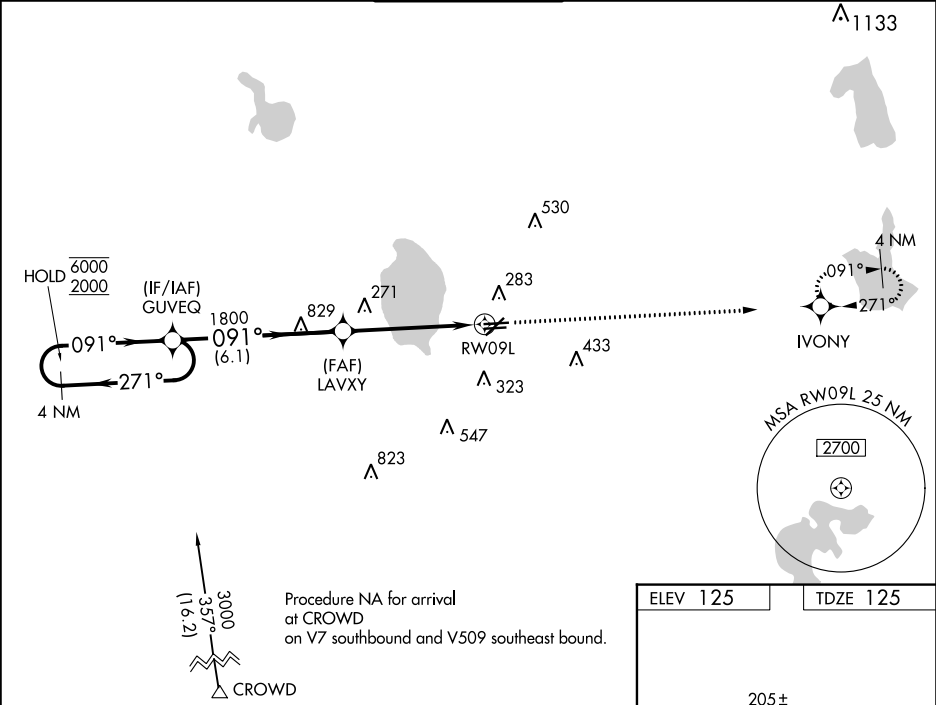 1133
530
4 NM
091°
271°
IVONY
HOLD 6000
2000
(IF/IAF)
GUVEQ
1800
091°
(6.1)
829
271
283
091°
271°
4 NM
(FAF)
LAVXY
RW09L
433
323
547
823
MSA RW09L 25 NM
2700
3000
357°
(16.2)
CROWD
Procedure NA for arrival
at CROWD
on V7 southbound and V509 southeast bound.
ELEV 125
TDZE 125
205±